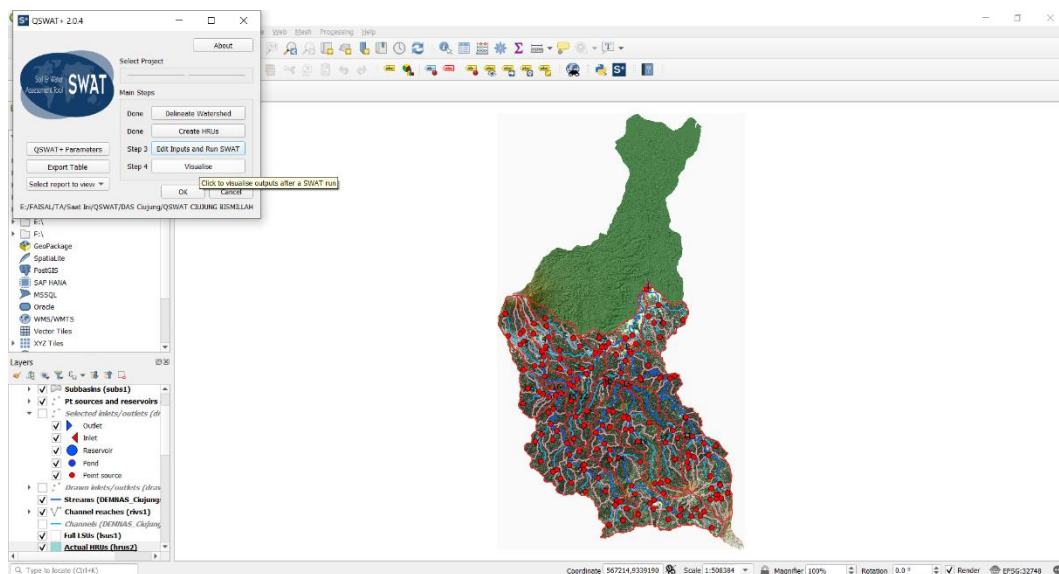 QSWAT+ 2.0.4
About
Select Project
Soil & Water
Assessment Tool
SWAT
Main Steps
Done Delineate Watershed
Done Create HRUs
QSWAT+ Parameters
Step 3 Edit Inputs and Run SWAT
Export Table
Step 4 Visualise
Select report to view
Click to visualise outputs after a SWAT run
OK Cancel
E:/FAISAL/TA/Saat Ini/QSWAT/DAS Ciujung/QSWAT CIUJUNG BISMILLAH
Web Mesh Processing Help
E:\
F:\
GeoPackage
SpatiaLite
PostGIS
SAP HANA
MSSQL
Oracle
WMS/WMTS
Vector Tiles
XYZ Tiles
Layers
Subbasins (subs1)
Pt sources and reservoirs
Selected inlets/outlets (dr
Outlet
Inlet
Reservoir
Pond
Point source
Drawn inlets/outlets (draw
Streams (DEMNAS_Ciujung
Channel reaches (rivs1)
Channels (DEMNAS_Ciujung
Full LSUs (lsus1)
Actual HRUs (hrus2)
Type to locate (Ctrl+K)
Coordinate 567214,9339190 Scale 1:508384 Magnifier 100% Rotation 0.0 ° Render EPSG:32748